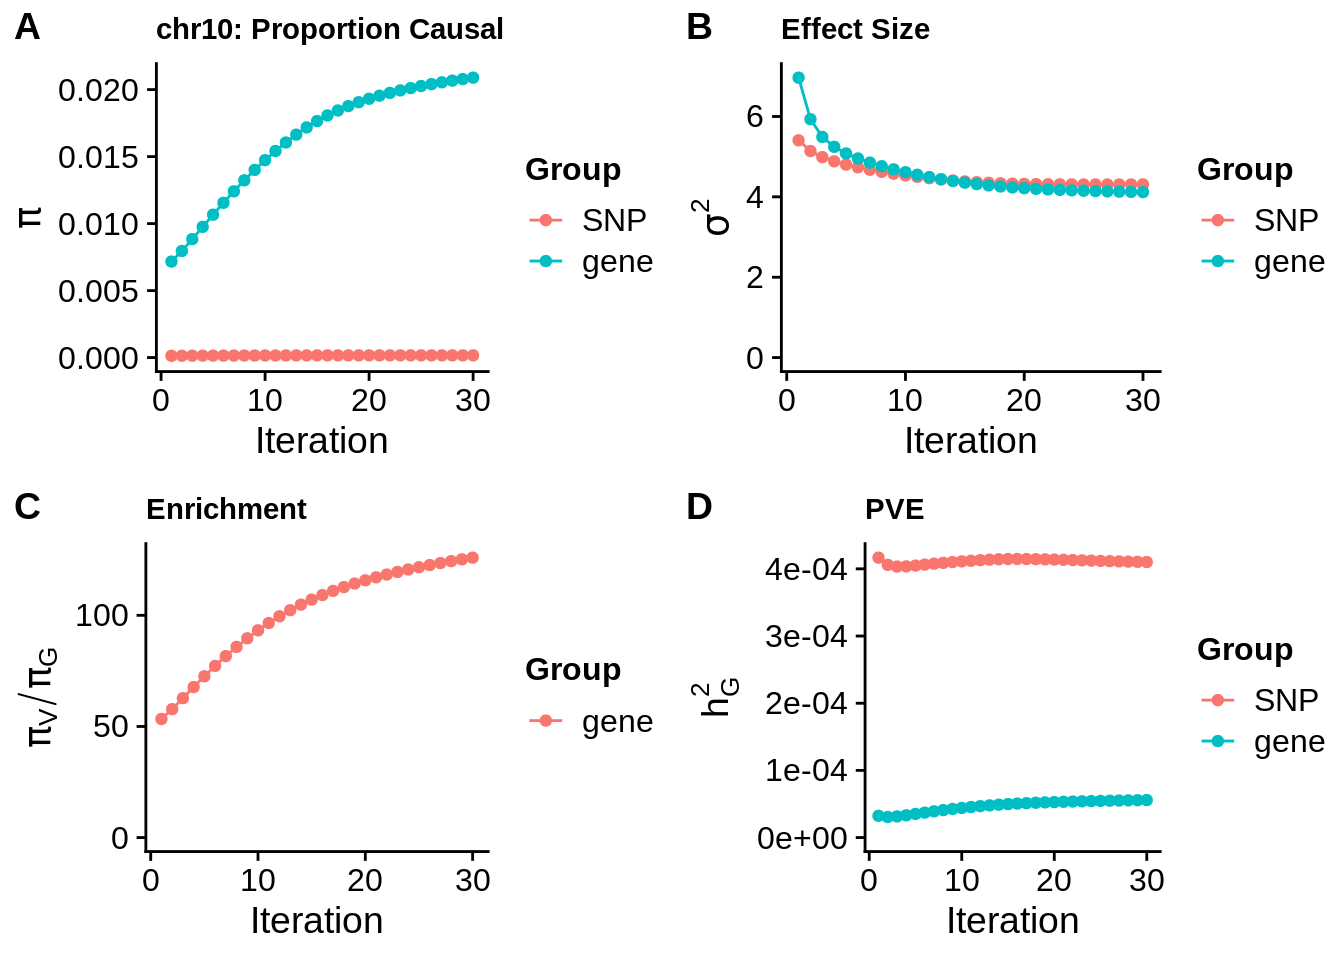 A
chr10: Proportion Causal
π
0.020
0.015
0.010
0.005
0.000
0 10 20 30
Iteration
Group
SNP
gene
B
Effect Size
σ²
6
4
2
0
0 10 20 30
Iteration
Group
SNP
gene
C
Enrichment
πV/πG
100
50
0
0 10 20 30
Iteration
Group
gene
D
PVE
h²G
4e-04
3e-04
2e-04
1e-04
0e+00
0 10 20 30
Iteration
Group
SNP
gene